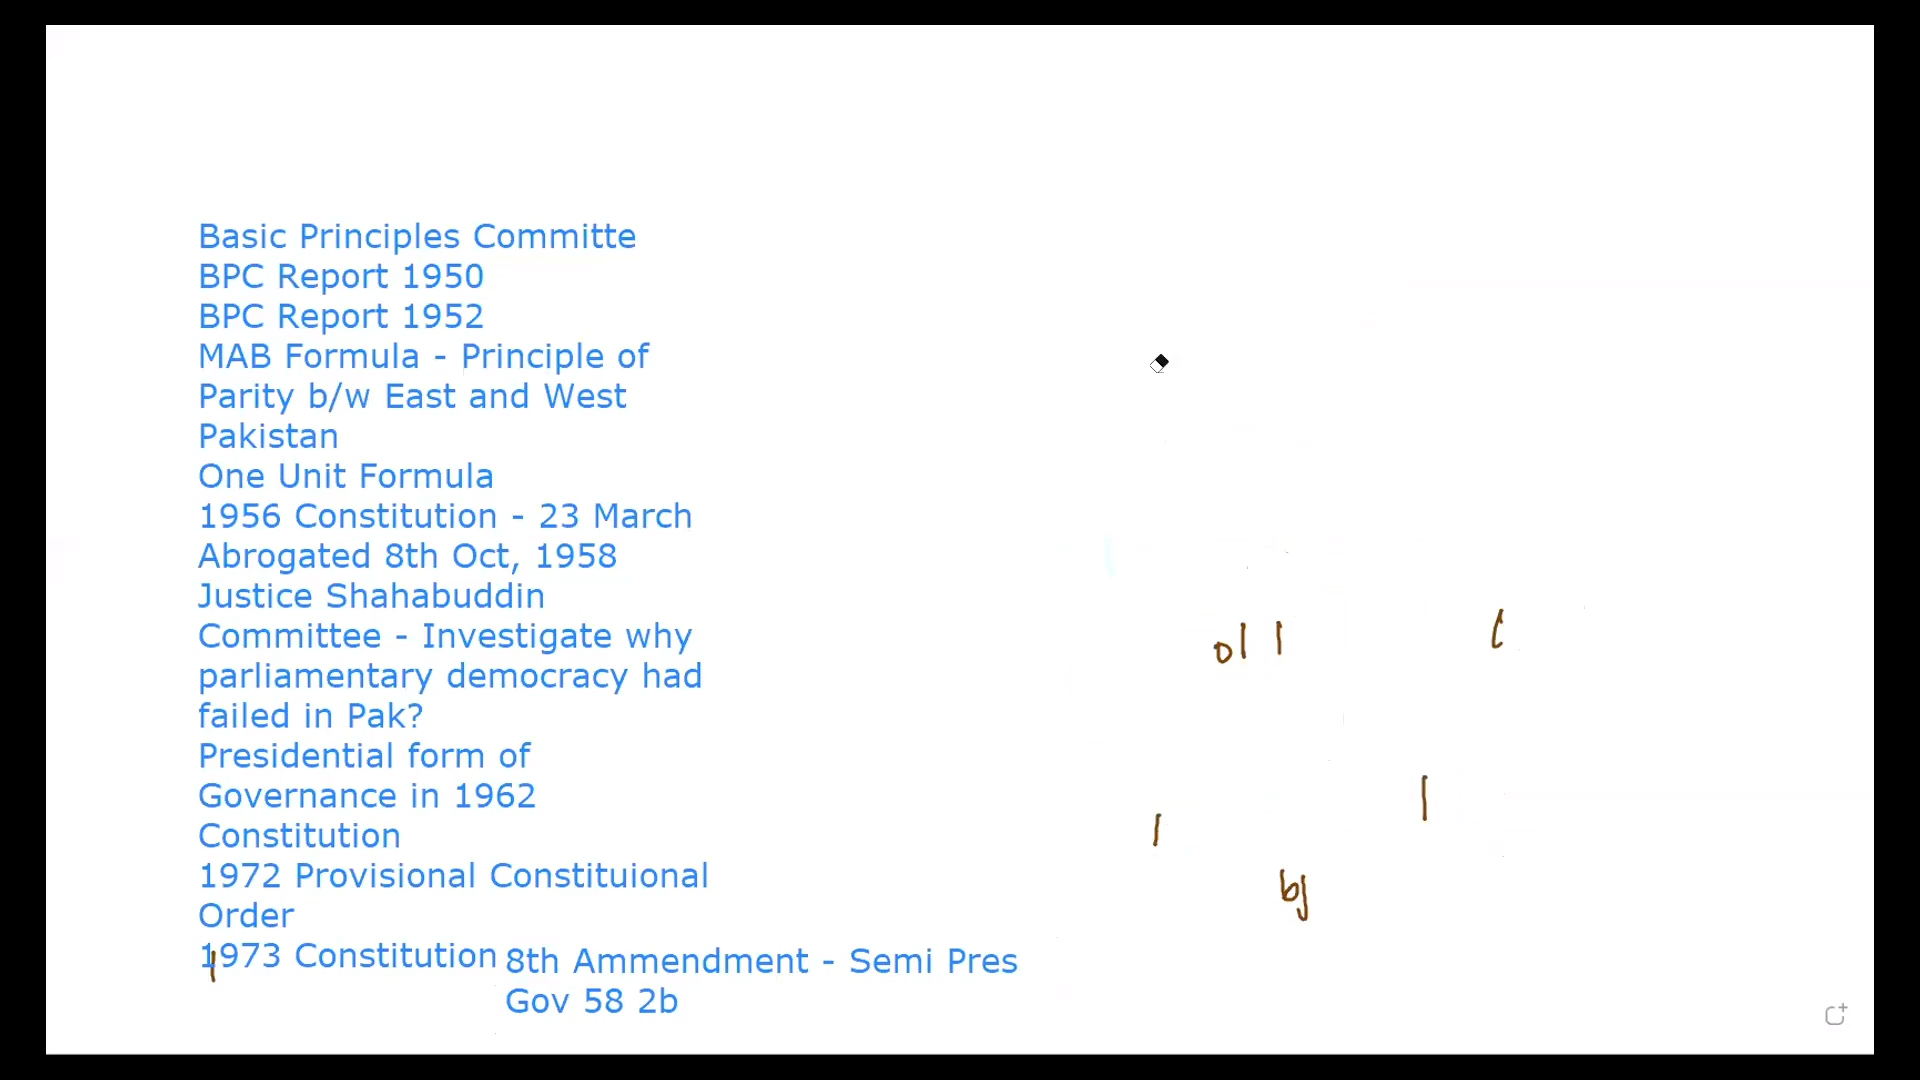 Basic Principles Committe
BPC Report 1950
BPC Report 1952
MAB Formula - Principle of
Parity b/w East and West
Pakistan
One Unit Formula
1956 Constitution - 23 March
Abrogated 8th Oct, 1958
Justice Shahabuddin
Committee - Investigate why
parliamentary democracy had
failed in Pak?
Presidential form of
Governance in 1962
Constitution
1972 Provisional Constituional
Order
1973 Constitution
8th Ammendment - Semi Pres
Gov 58 2b